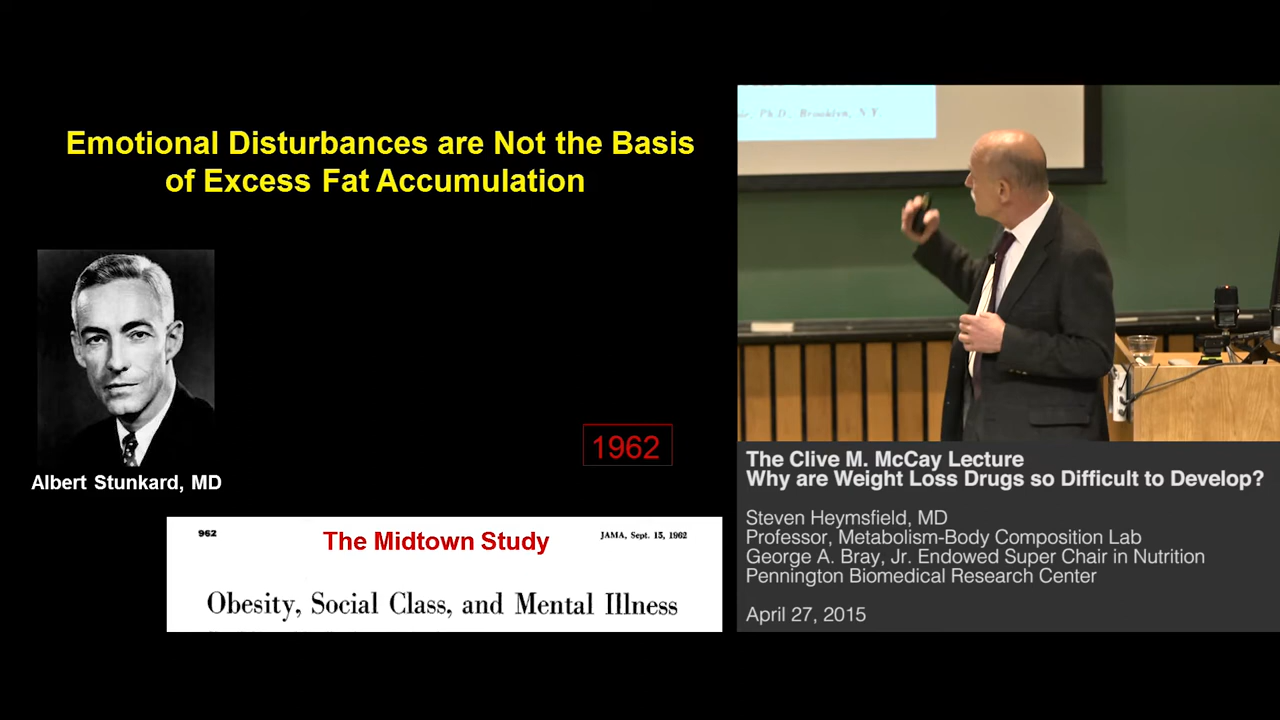 Emotional Disturbances are Not the Basis
of Excess Fat Accumulation
Albert Stunkard, MD
1962
962
The Midtown Study
JAMA, Sept. 15, 1962
Obesity, Social Class, and Mental Illness
Ph.D., Brooklyn, N.Y.
The Clive M. McCay Lecture
Why are Weight Loss Drugs so Difficult to Develop?
Steven Heymsfield, MD
Professor, Metabolism-Body Composition Lab
George A. Bray, Jr. Endowed Super Chair in Nutrition
Pennington Biomedical Research Center
April 27, 2015